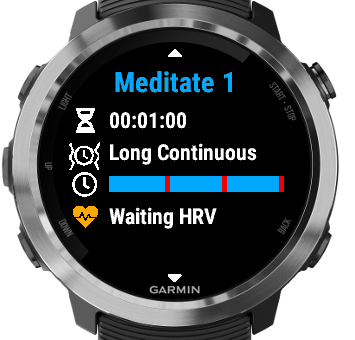 Meditate 1
LIGHT
START · STOP
00:01:00
Long Continuous
UP
Waiting HRV
DOWN
BACK
GARMIN